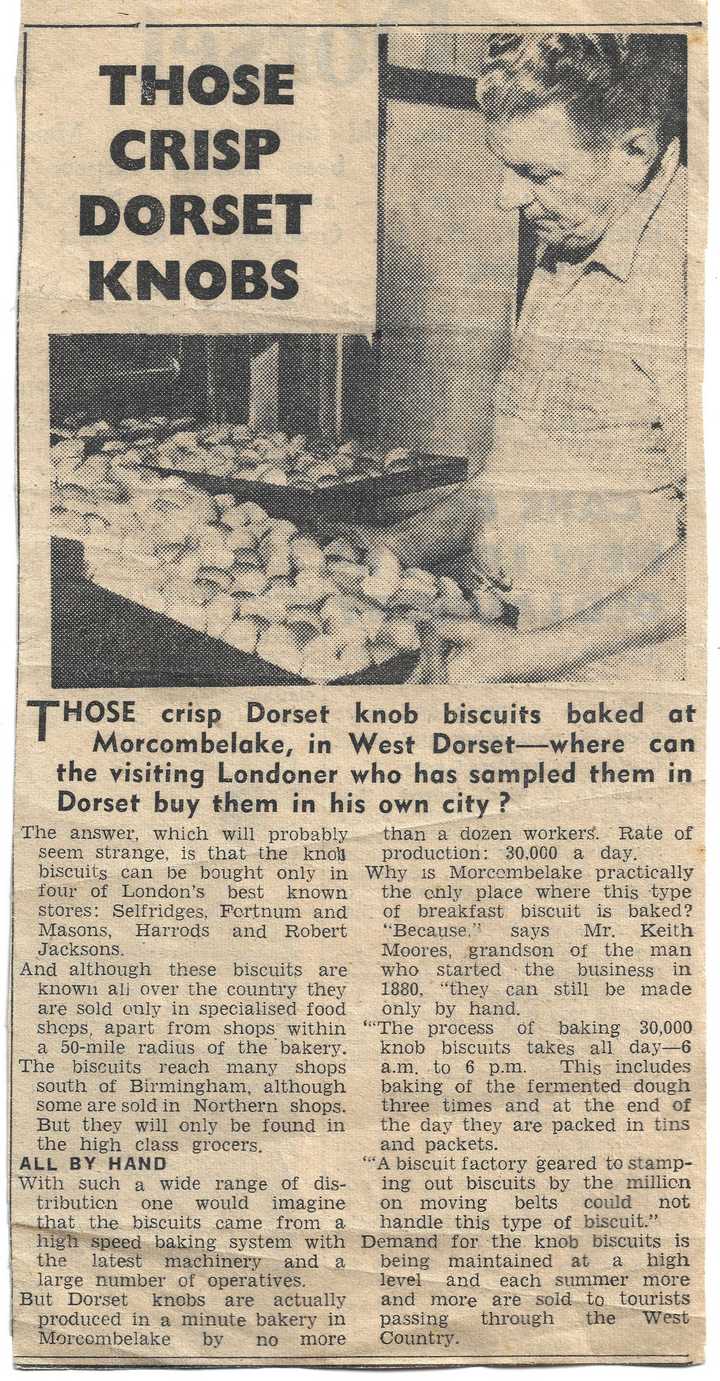 THOSE
CRISP
DORSET
KNOBS
THOSE crisp Dorset knob biscuits baked at
Morcombelake, in West Dorset—where can
the visiting Londoner who has sampled them in
Dorset buy them in his own city ?
The answer, which will probably
seem strange, is that the knob
biscuits can be bought only in
four of London's best known
stores: Selfridges, Fortnum and
Masons, Harrods and Robert
Jacksons.
And although these biscuits are
known all over the country they
are sold only in specialised food
shops, apart from shops within
a 50-mile radius of the bakery.
The biscuits reach many shops
south of Birmingham, although
some are sold in Northern shops.
But they will only be found in
the high class grocers.
ALL BY HAND
With such a wide range of dis-
tribution one would imagine
that the biscuits came from a
high speed baking system with
the latest machinery and a
large number of operatives.
But Dorset knobs are actually
produced in a minute bakery in
Morcombelake by no more
than a dozen workers. Rate of
production: 30,000 a day.
Why is Morcombelake practically
the only place where this type
of breakfast biscuit is baked?
"Because," says Mr. Keith
Moores, grandson of the man
who started the business in
1880, "they can still be made
only by hand.
"The process of baking 30,000
knob biscuits takes all day—6
a.m. to 6 p.m. This includes
baking of the fermented dough
three times and at the end of
the day they are packed in tins
and packets.
"A biscuit factory geared to stamp-
ing out biscuits by the million
on moving belts could not
handle this type of biscuit."
Demand for the knob biscuits is
being maintained at a high
level and each summer more
and more are sold to tourists
passing through the West
Country.